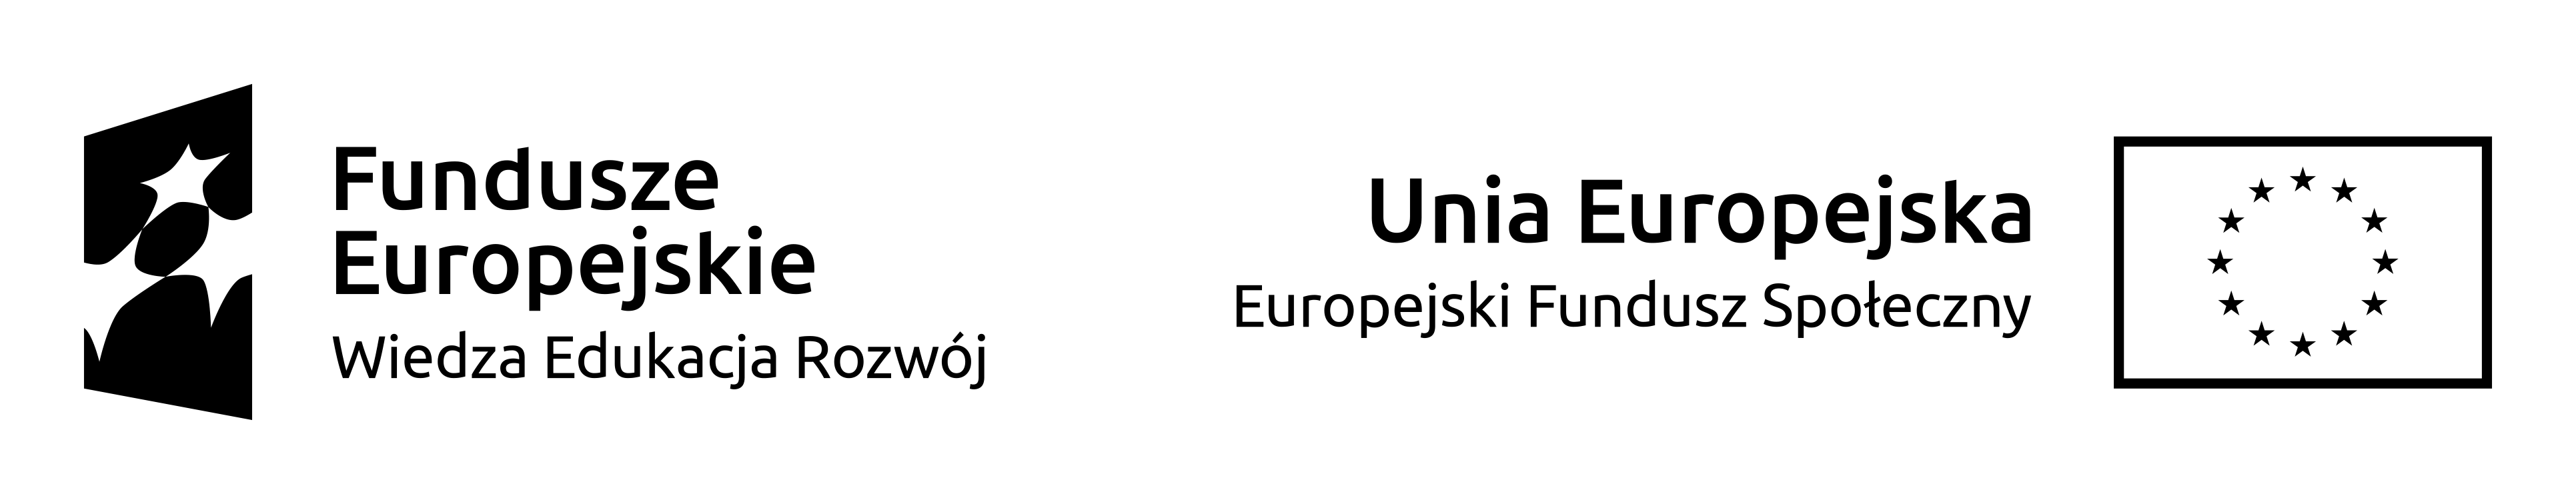 Fundusze
Europejskie
Wiedza Edukacja Rozwój
Unia Europejska
Europejski Fundusz Społeczny